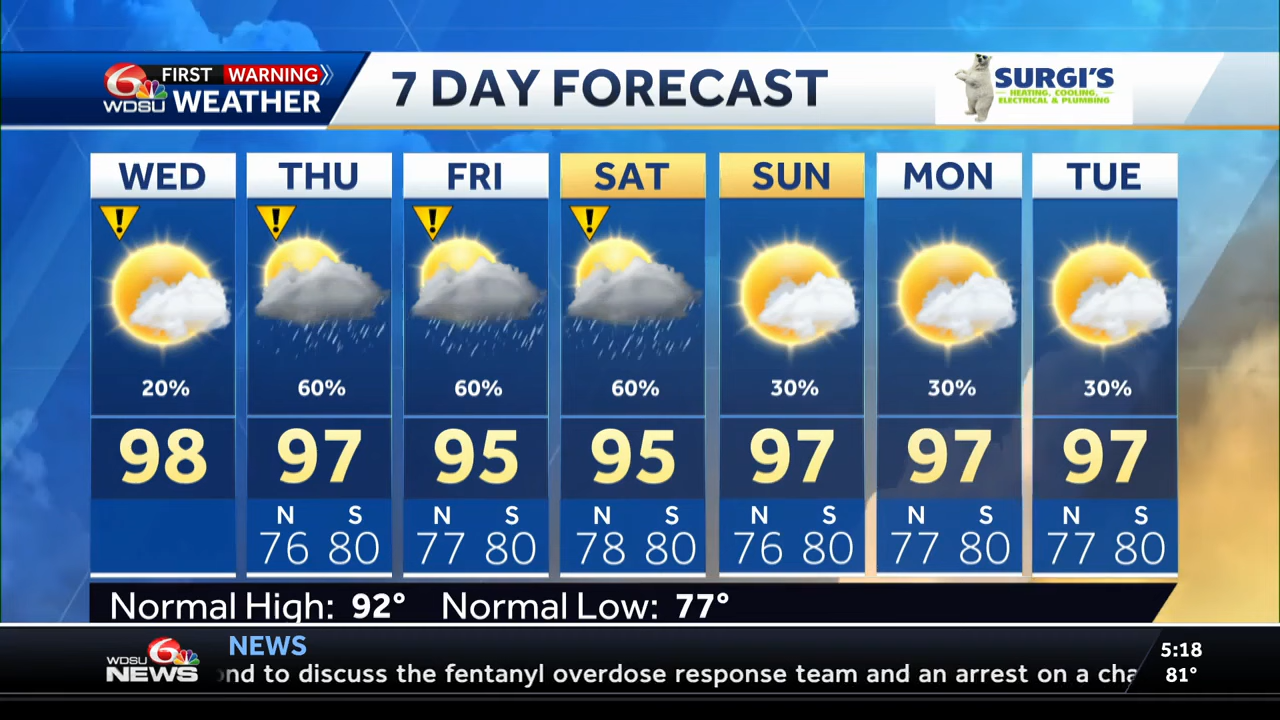 6 FIRST WARNING
WDSU WEATHER
7 DAY FORECAST
SURGI'S
HEATING, COOLING,
ELECTRICAL & PLUMBING
WED THU FRI SAT SUN MON TUE
! ! ! !
20% 60% 60% 60% 30% 30% 30%
98 97 95 95 97 97 97
N S N S N S N S N S N S
76 80 77 80 78 80 76 80 77 80 77 80
Normal High: 92° Normal Low: 77°
WDSU 6 NEWS
NEWS
nd to discuss the fentanyl overdose response team and an arrest on a cha
5:18
81°